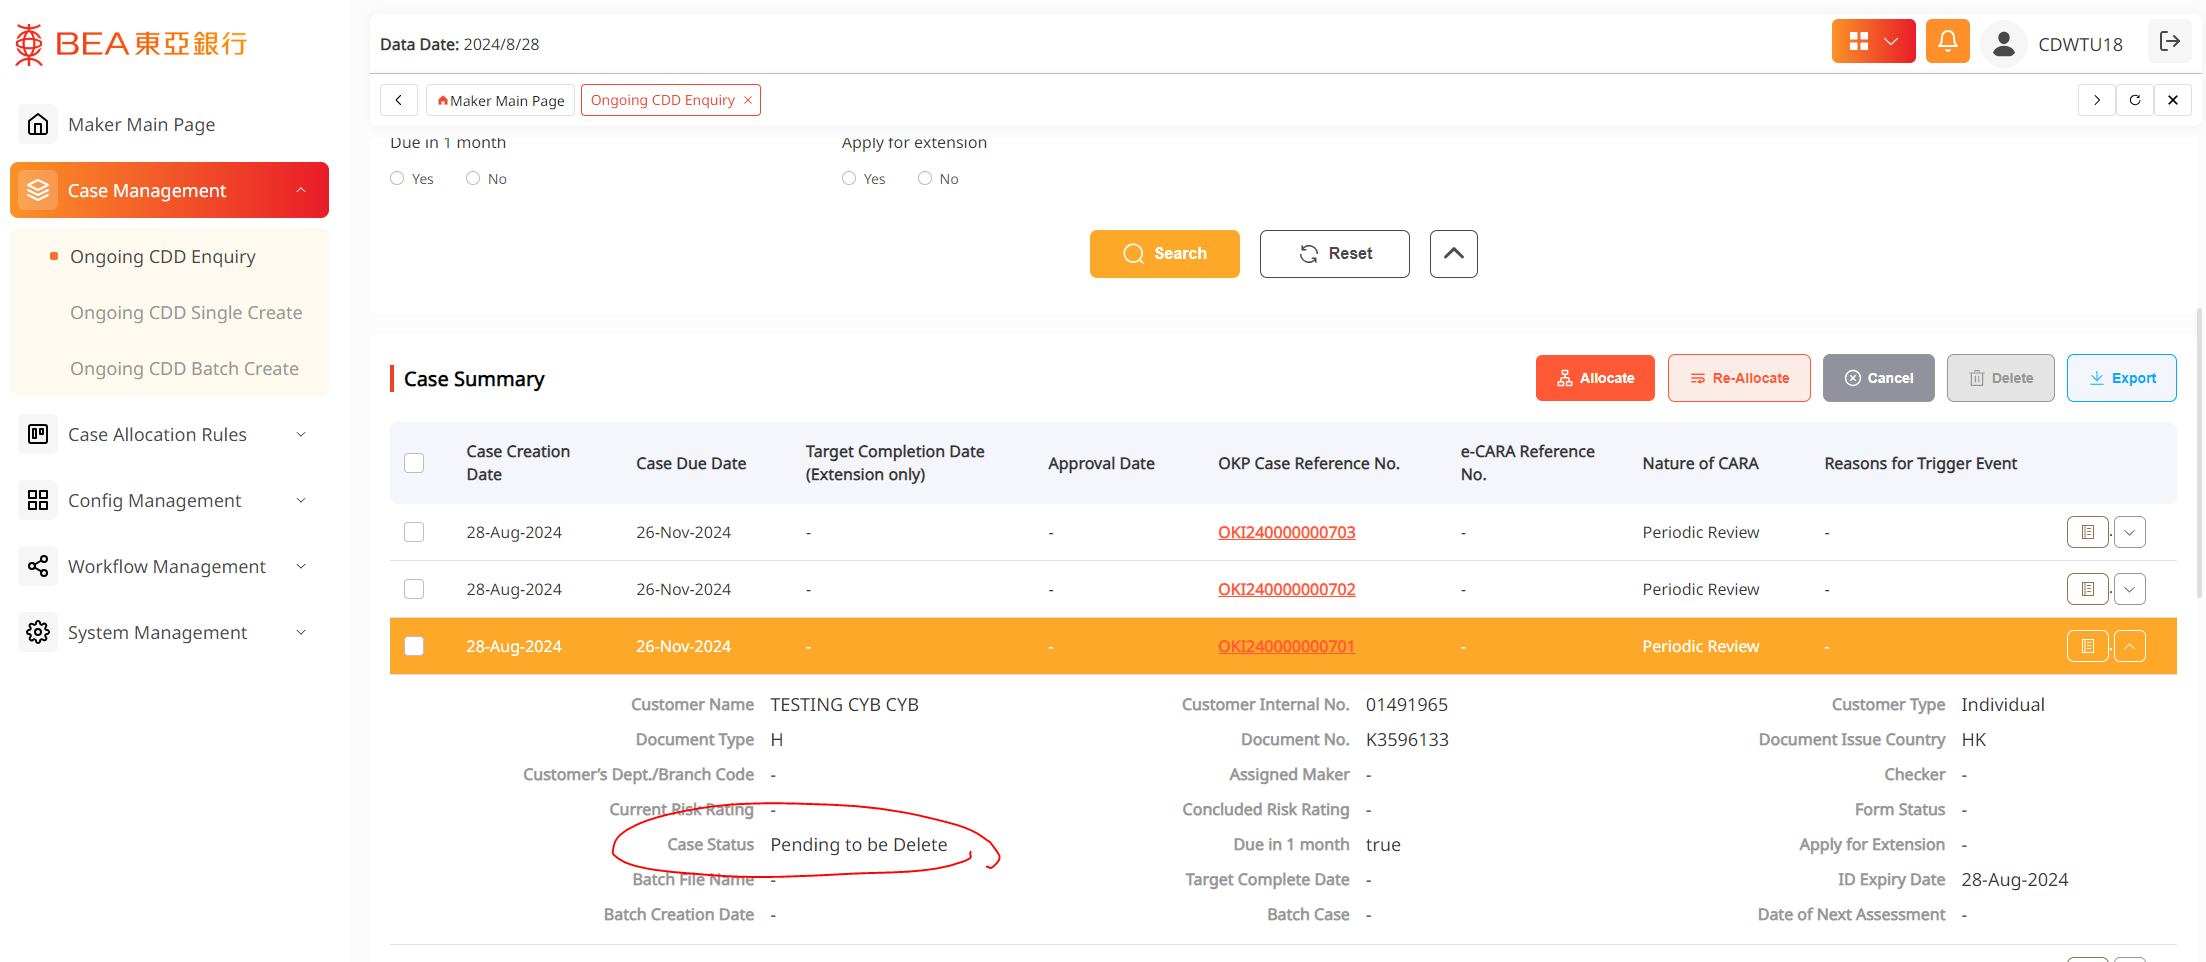 BEA東亞銀行
Data Date: 2024/8/28
CDWTU18
Maker Main Page
Ongoing CDD Enquiry
Maker Main Page
Case Management
Ongoing CDD Enquiry
Ongoing CDD Single Create
Ongoing CDD Batch Create
Case Allocation Rules
Config Management
Workflow Management
System Management
Due in 1 month
Apply for extension
Yes No
Yes No
Search
Reset
Case Summary
Allocate
Re-Allocate
Cancel
Delete
Export
Case Creation Date
Case Due Date
Target Completion Date (Extension only)
Approval Date
OKP Case Reference No.
e-CARA Reference No.
Nature of CARA
Reasons for Trigger Event
28-Aug-2024 26-Nov-2024 - - OKI240000000703 - Periodic Review -
28-Aug-2024 26-Nov-2024 - - OKI240000000702 - Periodic Review -
28-Aug-2024 26-Nov-2024 - - OKI240000000701 - Periodic Review -
Customer Name TESTING CYB CYB Customer Internal No. 01491965 Customer Type Individual
Document Type H Document No. K3596133 Document Issue Country HK
Customer's Dept./Branch Code - Assigned Maker - Checker -
Current Risk Rating - Concluded Risk Rating - Form Status -
Case Status Pending to be Delete Due in 1 month true Apply for Extension -
Batch File Name - Target Complete Date - ID Expiry Date 28-Aug-2024
Batch Creation Date - Batch Case - Date of Next Assessment -